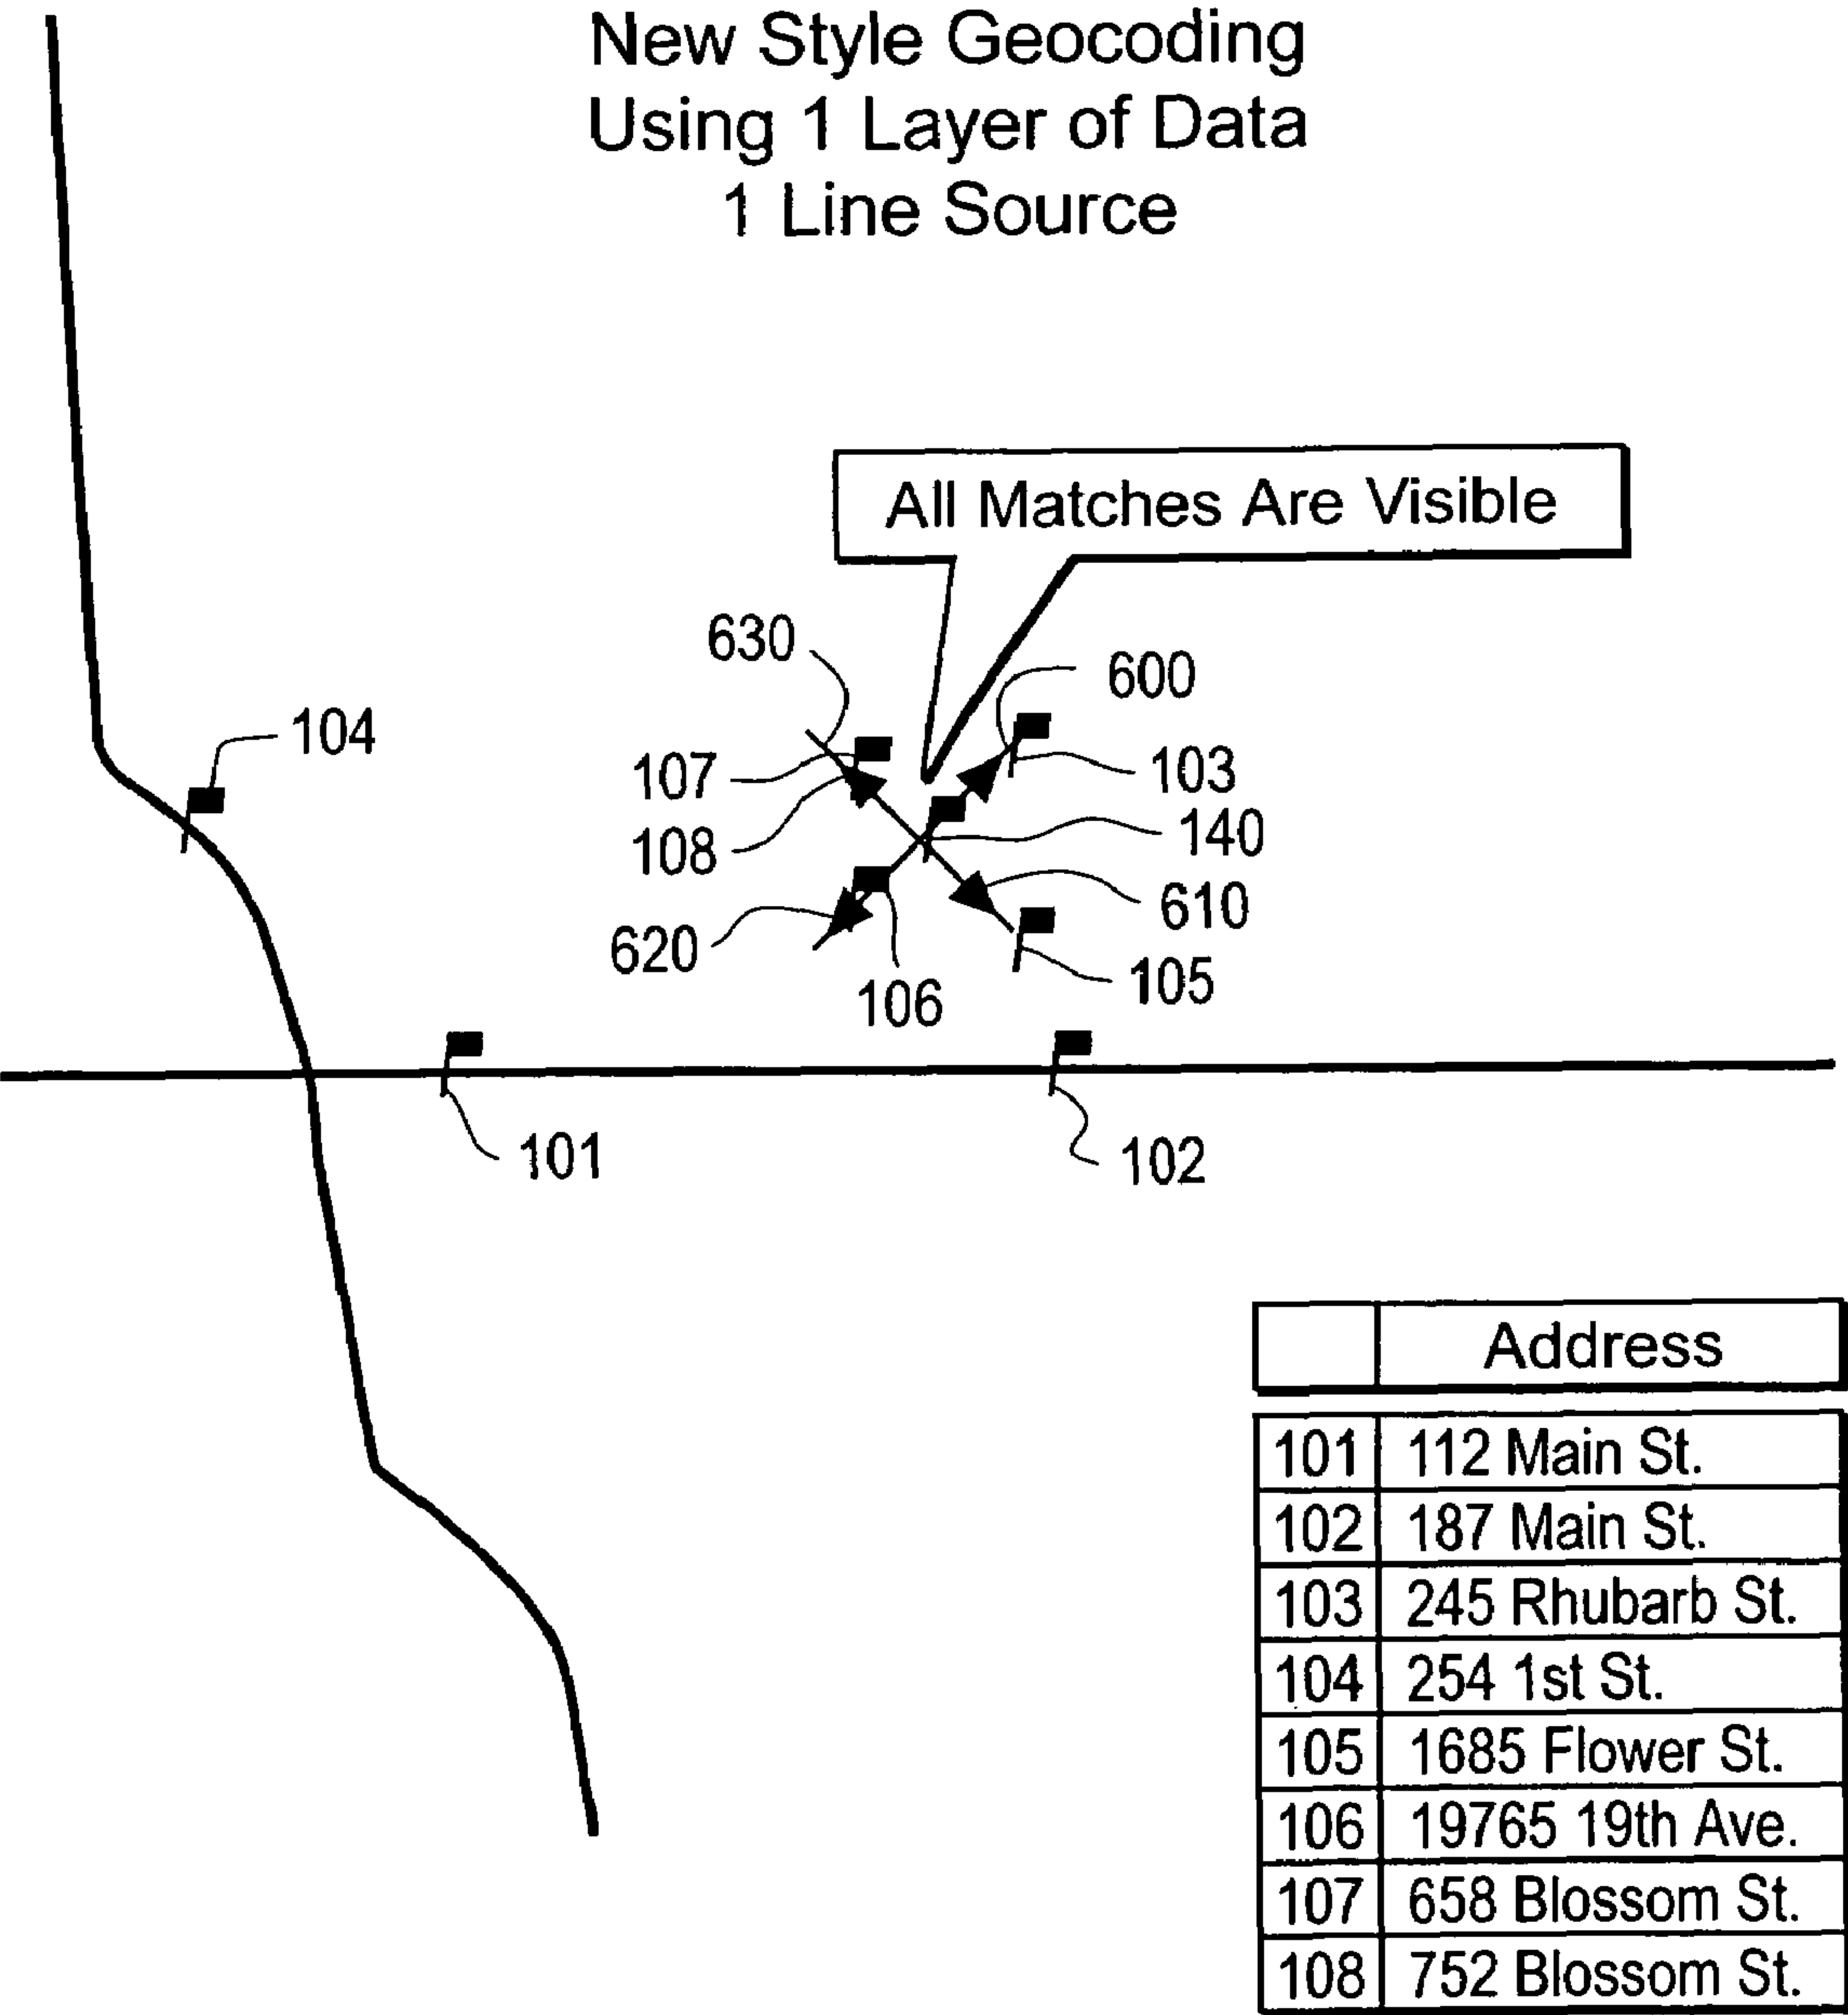 New Style Geocoding
Using 1 Layer of Data
1 Line Source
All Matches Are Visible
630
600
104
107
103
108
140
610
620
105
106
101
102
Address
101 112 Main St.
102 187 Main St.
103 245 Rhubarb St.
104 254 1st St.
105 1685 Flower St.
106 19765 19th Ave.
107 658 Blossom St.
108 752 Blossom St.